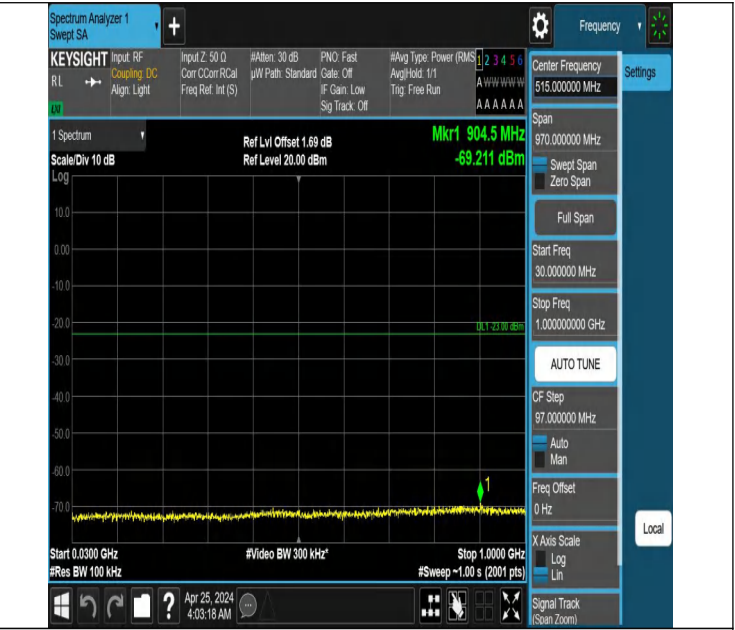 Spectrum Analyzer 1
Swept SA
Frequency
KEYSIGHT
RL
LXI
Input: RF
Coupling: DC
Align: Light
Input Z: 50 Ω
Corr CCorr RCal
Freq Ref: Int (S)
#Atten: 30 dB
µW Path: Standard
PNO: Fast
Gate: Off
IF Gain: Low
Sig Track: Off
#Avg Type: Power (RMS
Avg|Hold: 1/1
Trig: Free Run
1 2 3 4 5 6
A W W W W W
A A A A A A
Center Frequency
515.000000 MHz
Settings
1 Spectrum
Scale/Div 10 dB
Ref Lvl Offset 1.69 dB
Ref Level 20.00 dBm
Mkr1 904.5 MHz
-69.211 dBm
Log
10.0
0.00
-10.0
-20.0
-30.0
-40.0
-50.0
-60.0
-70.0
DL1 -23.00 dBm
1
Start 0.0300 GHz
#Res BW 100 kHz
#Video BW 300 kHz*
Stop 1.0000 GHz
#Sweep ~1.00 s (2001 pts)
Span
970.000000 MHz
Swept Span
Zero Span
Full Span
Start Freq
30.000000 MHz
Stop Freq
1.000000000 GHz
AUTO TUNE
CF Step
97.000000 MHz
Auto
Man
Freq Offset
0 Hz
X Axis Scale
Log
Lin
Signal Track
(Span Zoom)
Local
?
Apr 25, 2024
4:03:18 AM